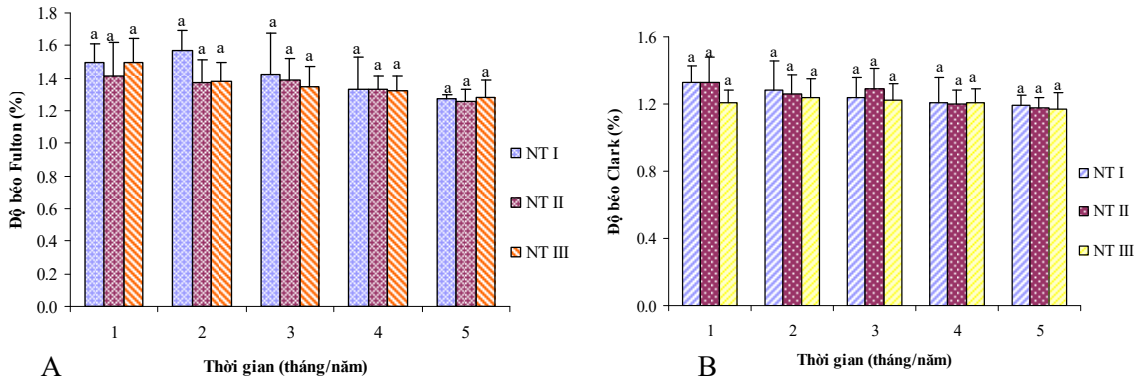 1.8
1.6
1.4
1.2
1.0
0.8
0.6
0.4
0.2
0.0
Độ béo Fulton (%)
a a a a a a a a a a a a a a a
1 2 3 4 5
Thời gian (tháng/năm)
NT I
NT II
NT III
A
1.6
1.2
0.8
0.4
0.0
Độ béo Clark (%)
a a a a a a a a a a a a a a a
1 2 3 4 5
Thời gian (tháng/năm)
NT I
NT II
NT III
B